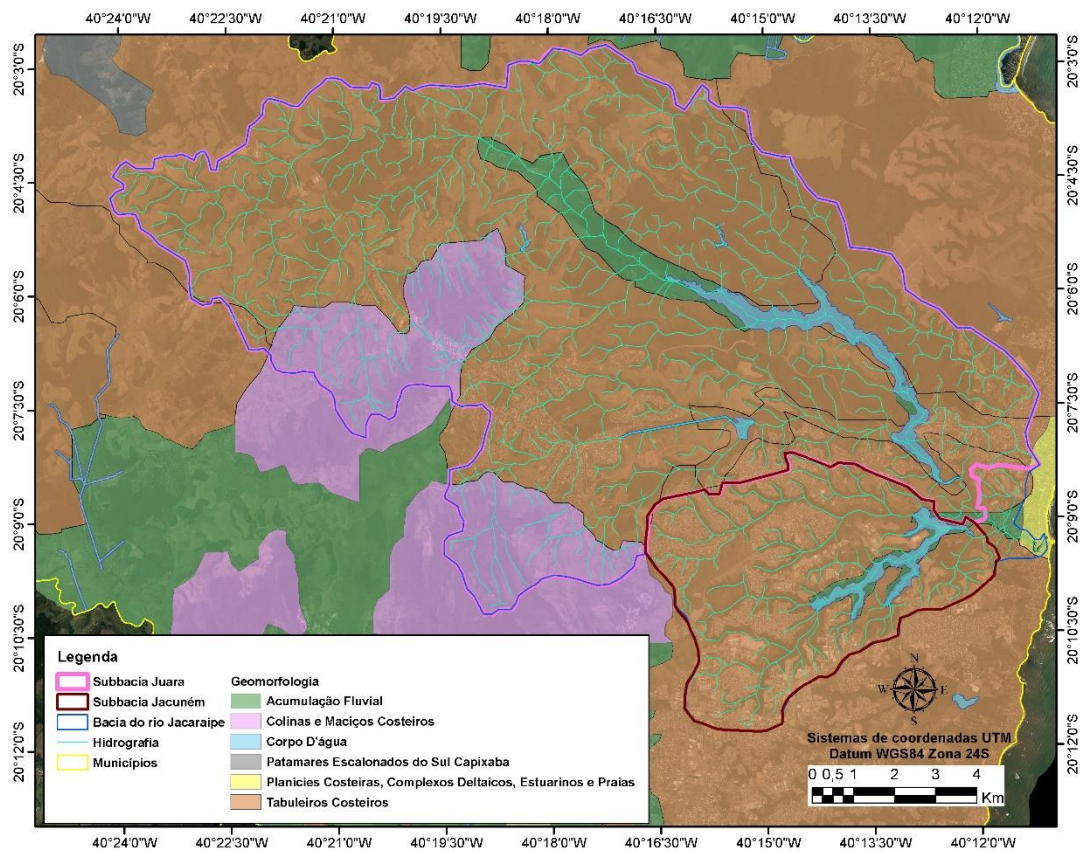 40°24'0"W 40°22'30"W 40°21'0"W 40°19'30"W 40°18'0"W 40°16'30"W 40°15'0"W 40°13'30"W 40°12'0"W
20°3'0"S 20°3'0"S
20°4'30"S 20°4'30"S
20°6'0"S 20°6'0"S
20°7'30"S 20°7'30"S
20°9'0"S 20°9'0"S
20°10'30"S 20°10'30"S
20°12'0"S 20°12'0"S
Legenda
Subbacia Juara
Subbacia Jacuném
Bacia do rio Jacaraipe
Hidrografia
Municípios
Geomorfologia
Acumulação Fluvial
Colinas e Maciços Costeiros
Corpo D'água
Patamares Escalonados do Sul Capixaba
Planícies Costeiras, Complexos Deltaicos, Estuarinos e Praias
Tabuleiros Costeiros
N
W E
S
Sistemas de coordenadas UTM
Datum WGS84 Zona 24S
0 0,5 1 2 3 4
Km
40°24'0"W 40°22'30"W 40°21'0"W 40°19'30"W 40°18'0"W 40°16'30"W 40°15'0"W 40°13'30"W 40°12'0"W